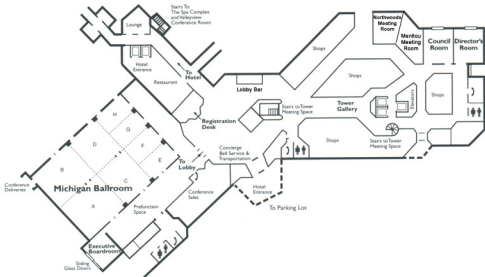 Stairs To:
The Spa Complex
and Valleyview
Conference Room
Lounge
Hotel
Entrance
To
Hotel
Restaurant
Lobby Bar
Registration
Desk
Northwoods
Meeting
Room
Manitou
Meeting
Room
Council
Room
Director's
Room
Shops
Shops
Shops
Tower
Gallery
Elevators
Stairs to Tower
Meeting Space
Shops
Stairs to Tower
Meeting Space
Concierge
Bell Service &
Transportation
To
Lobby
Hotel
Entrance
To Parking Lot
Conference
Sales
H
G
F
E
D
C
B
A
Michigan Ballroom
Prefunction
Space
Conference
Deliveries
Executive
Boardroom
Sliding
Glass Doors